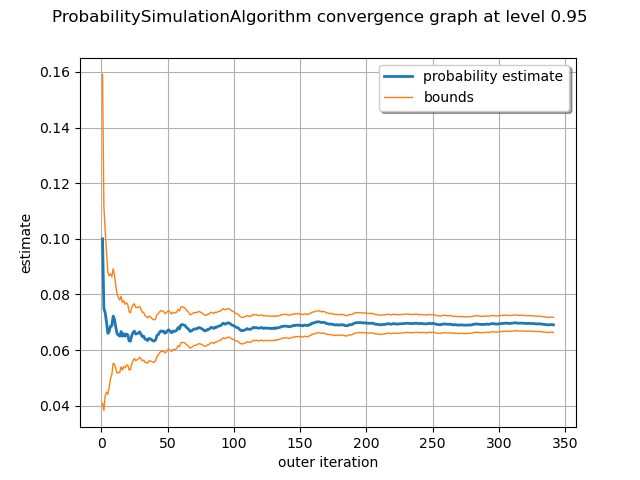 ProbabilitySimulationAlgorithm convergence graph at level 0.95
probability estimate
bounds
0.16
0.14
0.12
0.10
0.08
0.06
0.04
estimate
0 50 100 150 200 250 300 350
outer iteration